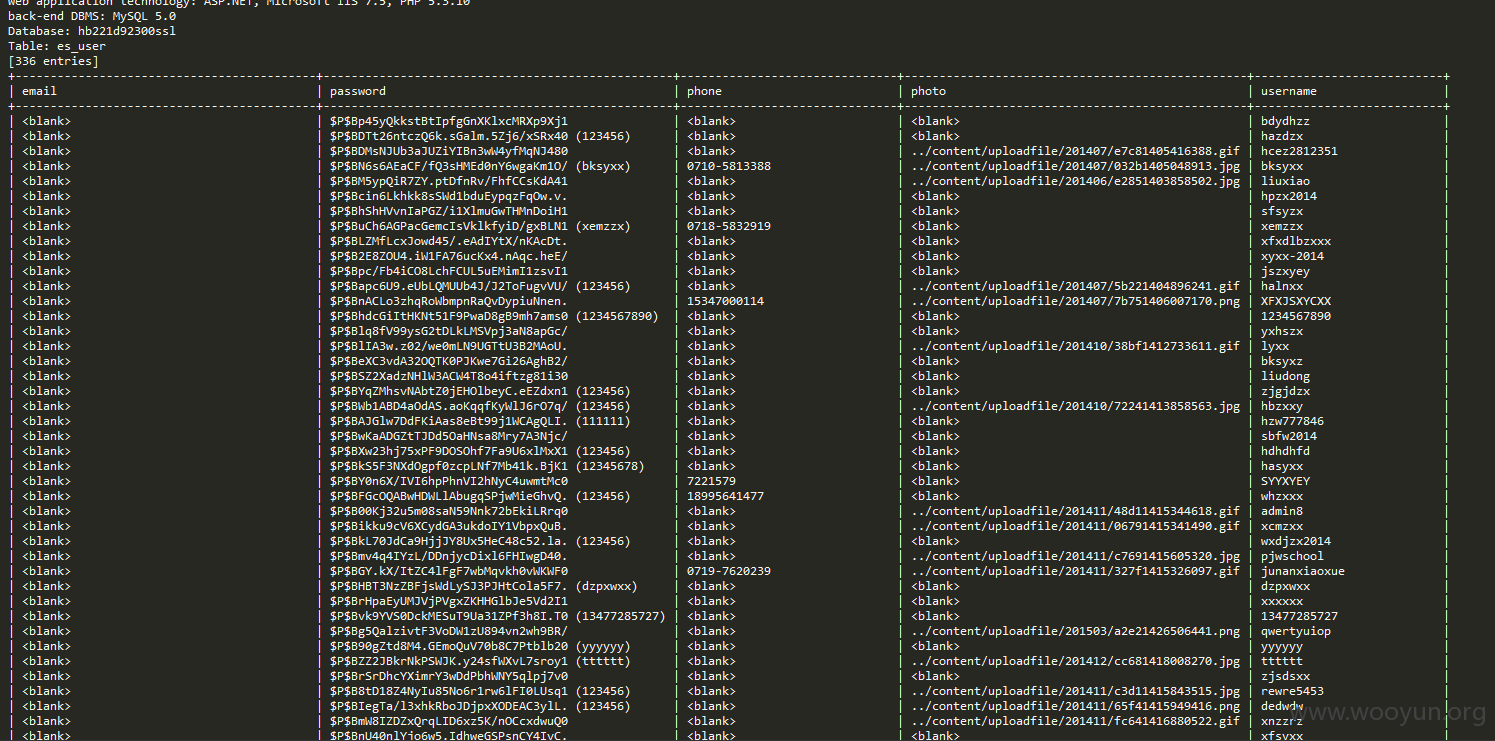 web application technology: ASP.NET, Microsoft IIS 7.5, PHP 5.3.10
back-end DBMS: MySQL 5.0
Database: hb221d92300ssl
Table: es_user
[336 entries]
| email | password | phone | photo | username |
| <blank> | $P$Bp45yQkkstBtIpfgGnXKlxcMRXp9Xj1 | <blank> | <blank> | bdydhzz |
| <blank> | $P$BDTt26ntczQ6k.sGalm.5Zj6/xSRx40 (123456) | <blank> | <blank> | hazdzx |
| <blank> | $P$BDMsNJUb3aJUZiYIBn3wW4yfMqNJ480 | <blank> | ../content/uploadfile/201407/e7c81405416388.gif | hcez2812351 |
| <blank> | $P$BN6s6AEaCF/fQ3sHMEd0nY6wgaKm1O/ (bksyxx) | 0710-5813388 | ../content/uploadfile/201407/032b1405048913.jpg | bksyxx |
| <blank> | $P$BM5ypQiR7ZY.ptDfnRv/FhfCCsKdA41 | <blank> | ../content/uploadfile/201406/e2851403858502.jpg | liuxiao |
| <blank> | $P$Bcin6Lkhkk8sSWd1bduEypqzFqOw.v. | <blank> | <blank> | hpzx2014 |
| <blank> | $P$BhShHVvnIaPGZ/i1XlmuGwTHMnDoiH1 | <blank> | <blank> | sfsyzx |
| <blank> | $P$BuCh6AGPacGemcIsVklkfyiD/gxBLN1 (xemzzx) | 0718-5832919 | <blank> | xemzzx |
| <blank> | $P$BLZMfLcxJowd45/.eAdIYtX/nKAcDt. | <blank> | <blank> | xfxdlbzxxx |
| <blank> | $P$B2E8ZOU4.iW1FA76ucKx4.nAqc.heE/ | <blank> | <blank> | xyxx-2014 |
| <blank> | $P$Bpc/Fb4iCO8LchFCUL5uEMimI1zsvI1 | <blank> | <blank> | jszxyey |
| <blank> | $P$Bapc6U9.eUbLQMUUb4J/J2ToFugvVU/ (123456) | <blank> | ../content/uploadfile/201407/5b221404896241.gif | halnxx |
| <blank> | $P$BnACLo3zhqRoWbmpnRaQvDypiuNnen. | 15347000114 | ../content/uploadfile/201407/7b751406007170.png | XFXJSXYCXX |
| <blank> | $P$BhdcGiItHKNt51F9PwaD8gB9mh7ams0 (1234567890) | <blank> | <blank> | 1234567890 |
| <blank> | $P$Blq8fV99ysG2tDLkLMSVpj3aN8apGc/ | <blank> | <blank> | yxhszx |
| <blank> | $P$BlIA3w.z02/we0mLN9UGTtU3B2MAoU. | <blank> | ../content/uploadfile/201410/38bf1412733611.gif | lyxx |
| <blank> | $P$BeXC3vdA32OQTK0PJKwe7Gi26AghB2/ | <blank> | <blank> | bksyxz |
| <blank> | $P$BSZ2XadzNHlW3ACW4T8o4iftzg81i30 | <blank> | <blank> | liudong |
| <blank> | $P$BYqZMhsvNAbtZ0jEHOlbeyC.eEZdxn1 (123456) | <blank> | <blank> | zjgjdzx |
| <blank> | $P$BWb1ABD4aOdAS.aoKqqfKyWlJ6rO7q/ (123456) | <blank> | ../content/uploadfile/201410/72241413858563.jpg | hbzxxy |
| <blank> | $P$BAJGlw7DdFKiAas8eBt99j1WCAgQLI. (111111) | <blank> | <blank> | hzw777846 |
| <blank> | $P$BwKaADGZtTJDd5OaHNsa8Mry7A3Njc/ | <blank> | <blank> | sbfw2014 |
| <blank> | $P$BXw23hj75xPF9DOSOhf7Fa9U6xlMxX1 (123456) | <blank> | <blank> | hdhdhfd |
| <blank> | $P$BkS5F3NXdOgpf0zcpLNf7Mb41k.BjK1 (12345678) | <blank> | <blank> | hasyxx |
| <blank> | $P$BY0n6X/IVI6hpPhnVI2hNyC4uwmtMc0 | 7221579 | <blank> | SYYXYEY |
| <blank> | $P$BFGcOQABwHDWLlAbugqSPjwMieGhvQ. (123456) | 18995641477 | <blank> | whzxxx |
| <blank> | $P$B00Kj32u5m08saN59Nnk72bEkiLRrq0 | <blank> | ../content/uploadfile/201411/48d11415344618.gif | admin8 |
| <blank> | $P$Bikku9cV6XCydGA3ukdoIY1VbpxQuB. | <blank> | ../content/uploadfile/201411/06791415341490.gif | xcmzxx |
| <blank> | $P$BkL70JdCa9HjjJY8Ux5HeC48c52.la. (123456) | <blank> | <blank> | wxdjzx2014 |
| <blank> | $P$Bmv4q4IYzL/DDnjycDixl6FHIwgD40. | <blank> | ../content/uploadfile/201411/c7691415605320.jpg | pjwschool |
| <blank> | $P$BGY.kX/ItZC4lFgF7wbMqvkh0vWKWF0 | 0719-7620239 | ../content/uploadfile/201411/327f1415326097.gif | junanxiaoxue |
| <blank> | $P$BHBT3NzZBFjsWdLySJ3PJHtCola5F7. (dzpxwxx) | <blank> | <blank> | dzpxwxx |
| <blank> | $P$BrHpaEyUMJVjPVgxZKHHGlbJe5Vd2I1 | <blank> | <blank> | xxxxxx |
| <blank> | $P$Bvk9YVS0DckMESuT9Ua31ZPf3h8I.T0 (13477285727) | <blank> | <blank> | 13477285727 |
| <blank> | $P$Bg5QalzivtF3VoDW1zU894vn2wh9BR/ | <blank> | ../content/uploadfile/201503/a2e21426506441.png | qwertyuiop |
| <blank> | $P$B90gZtd8M4.GEmoQuV70b8C7Ptblb20 (yyyyyy) | <blank> | <blank> | yyyyyy |
| <blank> | $P$BZZ2JBkrNkPSWJK.y24sfWXvL7sroy1 (tttttt) | <blank> | ../content/uploadfile/201412/cc681418008270.jpg | tttttt |
| <blank> | $P$BrSrDhcYXimrY3wDdPbhWNY5qlpj7v0 | <blank> | <blank> | zjsdsxx |
| <blank> | $P$B8tD18Z4NyIu85No6r1rw6lFI0LUsq1 (123456) | <blank> | ../content/uploadfile/201411/c3d11415843515.jpg | rewre5453 |
| <blank> | $P$BIegTa/l3xhkRboJDjpxXODEAC3ylL. (123456) | <blank> | ../content/uploadfile/201411/65f41415949416.png | dedwdw |
| <blank> | $P$BmW8IZDZxQrqLID6xz5K/nOCcxdwuQ0 | <blank> | ../content/uploadfile/201411/fc641416880522.gif | xnzzrz |
| <blank> | $P$BnU40nlYjo6w5.IdhweGSPsnCY4IvC. | <blank> | <blank> | xfsvxx |
www.wooyun.org